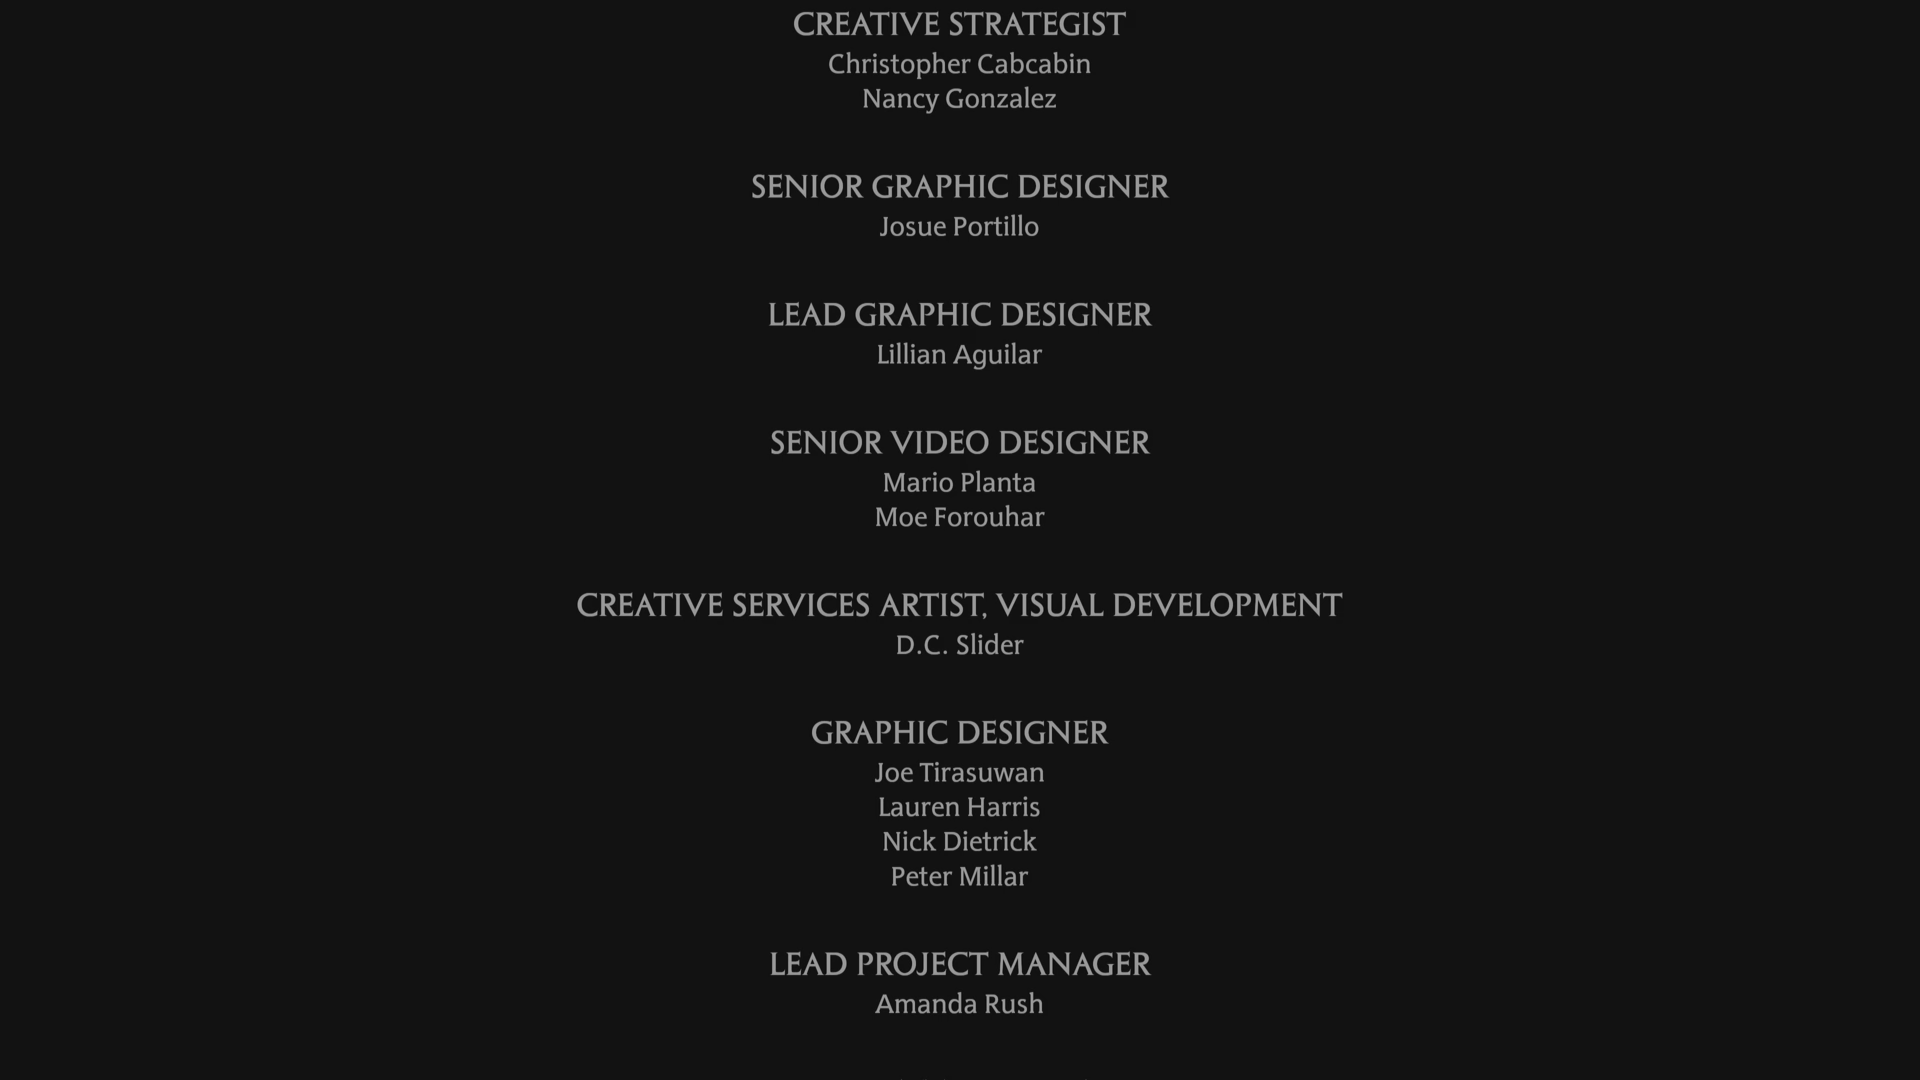 CREATIVE STRATEGIST
Christopher Cabcabin
Nancy Gonzalez
SENIOR GRAPHIC DESIGNER
Josue Portillo
LEAD GRAPHIC DESIGNER
Lillian Aguilar
SENIOR VIDEO DESIGNER
Mario Planta
Moe Forouhar
CREATIVE SERVICES ARTIST, VISUAL DEVELOPMENT
D.C. Slider
GRAPHIC DESIGNER
Joe Tirasuwan
Lauren Harris
Nick Dietrick
Peter Millar
LEAD PROJECT MANAGER
Amanda Rush